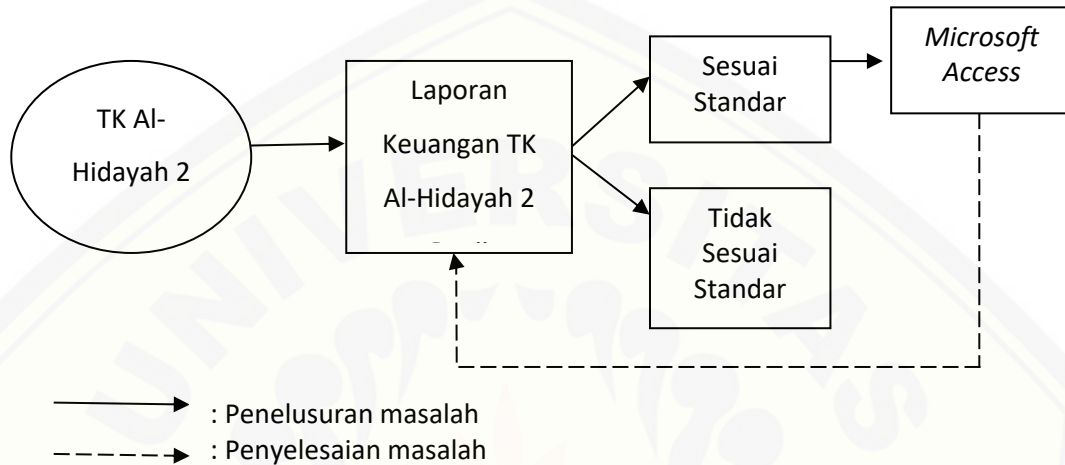 TK Al-
Hidayah 2
Laporan
Keuangan TK
Al-Hidayah 2
Sesuai
Standar
Microsoft
Access
Tidak
Sesuai
Standar
: Penelusuran masalah
: Penyelesaian masalah
UNIVERSITAS